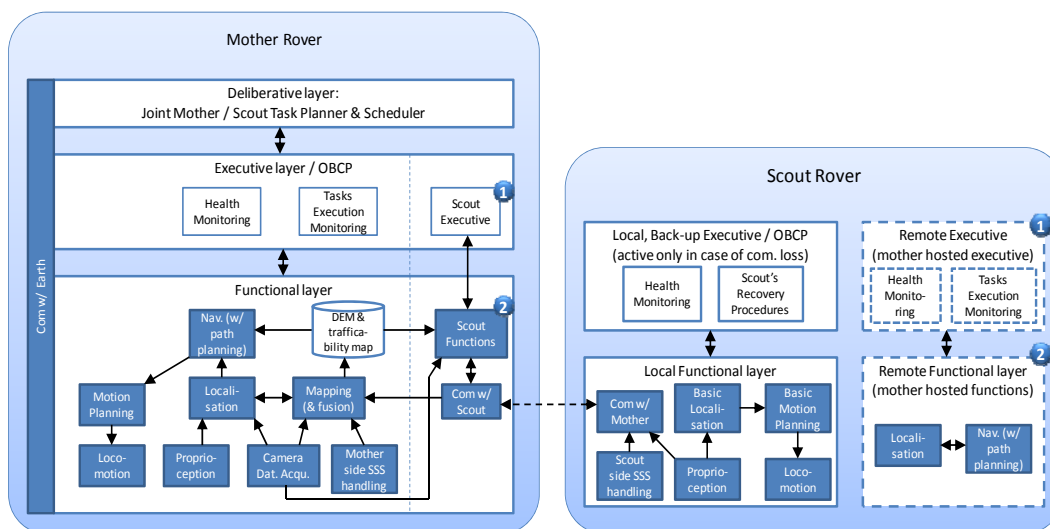 Mother Rover
Com w/ Earth
Deliberative layer:
Joint Mother / Scout Task Planner & Scheduler
Executive layer / OBCP
Health
Monitoring
Tasks
Execution
Monitoring
Scout
Executive
1
Functional layer
2
Nav. (w/
path
planning)
DEM &
traffica-
bility map
Scout
Functions
Motion
Planning
Locali-
sation
Mapping
(& fusion)
Com w/
Scout
Loco-
motion
Proprio-
ception
Camera
Dat. Acqu.
Mother
side SSS
handling
Scout Rover
Local, Back-up Executive / OBCP
(active only in case of com. loss)
Health
Monitoring
Scout's
Recovery
Procedures
1
Remote Executive
(mother hosted executive)
Health
Monito-
ring
Tasks
Execution
Monitoring
Local Functional layer
Com w/
Mother
Basic
Locali-
sation
Basic
Motion
Planning
Scout
side SSS
handling
Proprio-
ception
Loco-
motion
2
Remote Functional layer
(mother hosted functions)
Locali-
sation
Nav. (w/
path
planning)